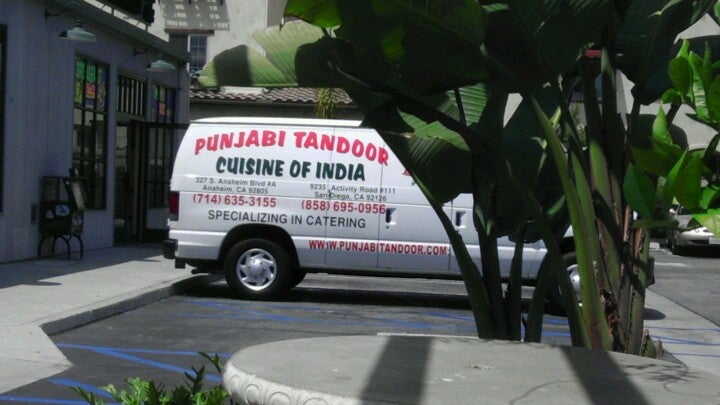 PUNJABI TANDOOR
CUISINE OF INDIA
327 S. Anaheim Blvd #A
Anaheim, CA 92805
(714) 635-3155
9235 Activity Road #111
San Diego, CA 92126
(858) 695-0956
SPECIALIZING IN CATERING
WWW.PUNJABITANDOOR.COM